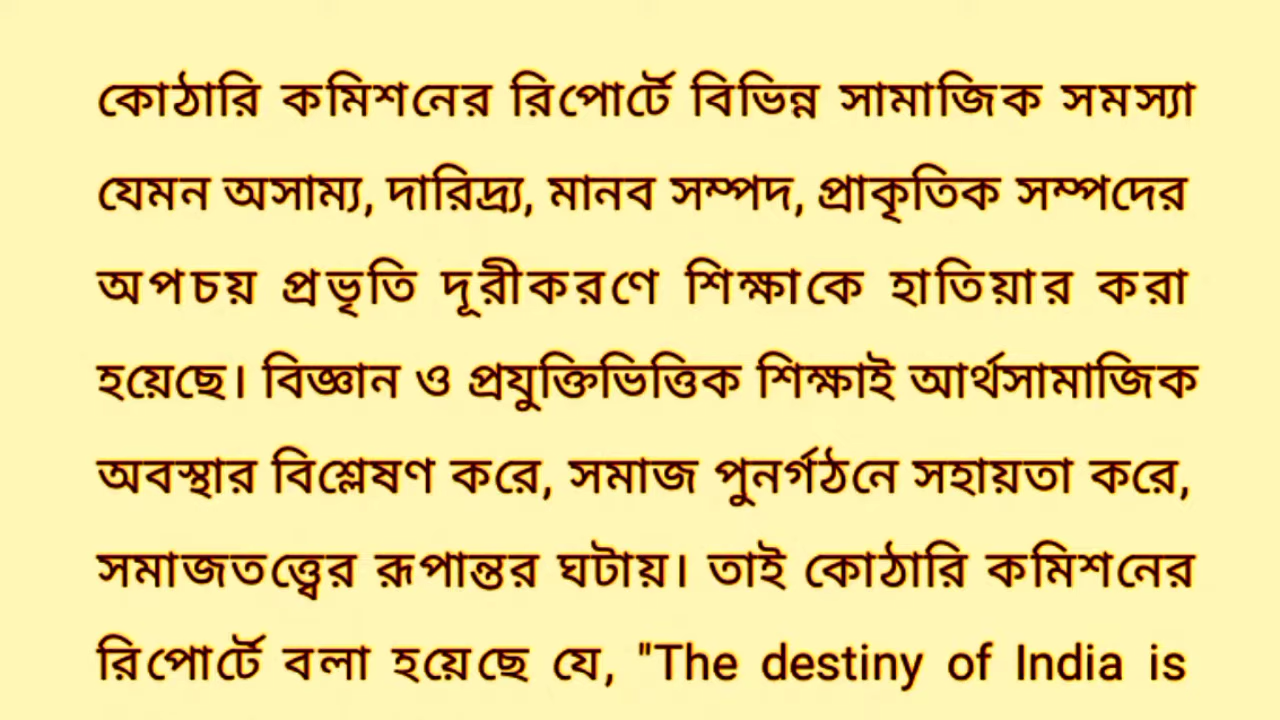 কোঠারি কমিশনের রিপোর্টে বিভিন্ন সামাজিক সমস্যা
যেমন অসাম্য, দারিদ্র্য, মানব সম্পদ, প্রাকৃতিক সম্পদের
অপচয় প্রভৃতি দূরীকরণে শিক্ষাকে হাতিয়ার করা
হয়েছে। বিজ্ঞান ও প্রযুক্তিভিত্তিক শিক্ষাই আর্থসামাজিক
অবস্থার বিশ্লেষণ করে, সমাজ পুনর্গঠনে সহায়তা করে,
সমাজতত্ত্বের রূপান্তর ঘটায়। তাই কোঠারি কমিশনের
রিপোর্টে বলা হয়েছে যে, "The destiny of India is